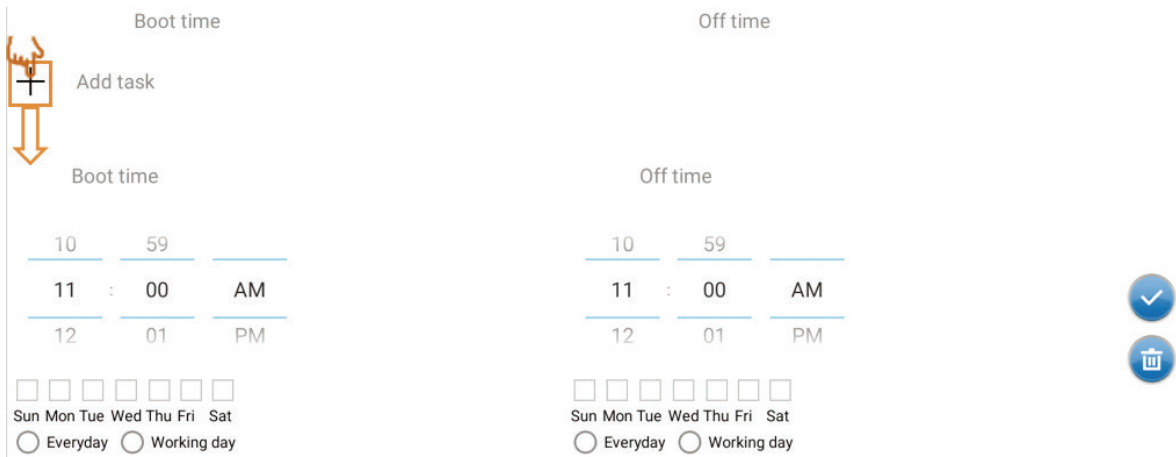 Boot time Off time
Add task
Boot time Off time
10 59 10 59
11 : 00 AM 11 : 00 AM
12 01 PM 12 01 PM
Sun Mon Tue Wed Thu Fri Sat Sun Mon Tue Wed Thu Fri Sat
Everyday Working day Everyday Working day